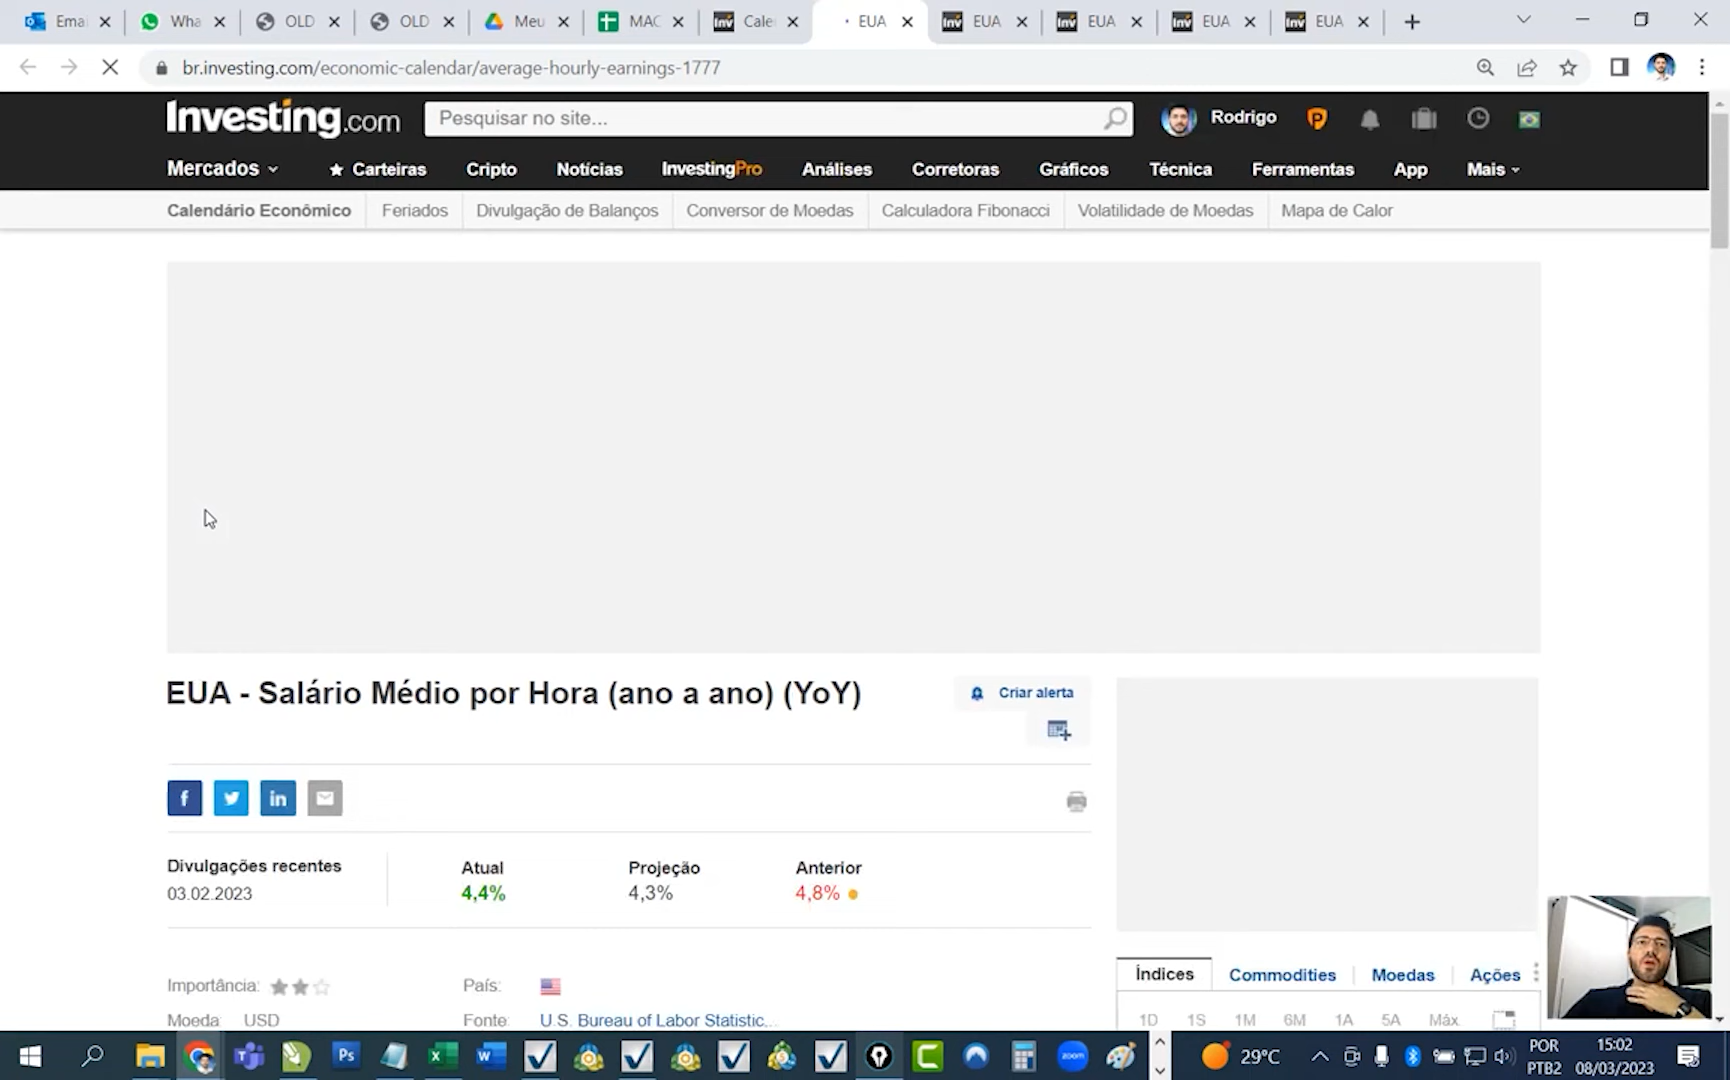 Emai
Wha
OLD
OLD
Meu
MAC
Cale
EUA
EUA
EUA
EUA
EUA
br.investing.com/economic-calendar/average-hourly-earnings-1777
Investing.com
Pesquisar no site...
Rodrigo
Mercados
Carteiras
Cripto
Notícias
InvestingPro
Análises
Corretoras
Gráficos
Técnica
Ferramentas
App
Mais
Calendário Econômico
Feriados
Divulgação de Balanços
Conversor de Moedas
Calculadora Fibonacci
Volatilidade de Moedas
Mapa de Calor
EUA - Salário Médio por Hora (ano a ano) (YoY)
Criar alerta
Divulgações recentes
Atual
Projeção
Anterior
03.02.2023
4,4%
4,3%
4,8%
Importância:
País:
Moeda:
USD
Fonte
U.S. Bureau of Labor Statistic...
Índices
Commodities
Moedas
Ações
1D
1S
1M
6M
1A
5A
Máx
29°C
POR
15:02
PTB2
08/03/2023